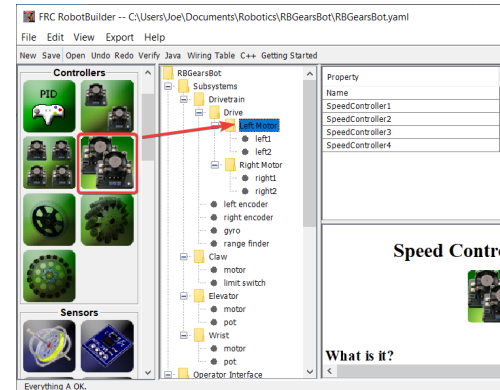 FRC RobotBuilder -- C:\Users\Joe\Documents\Robotics\RBGearsBot\RBGearsBot.yaml
File Edit View Export Help
New Save Open Undo Redo Verify Java Wiring Table C++ Getting Started
Controllers
PID
Sensors
RBGearsBot
Subsystems
Drivetrain
Drive
Left Motor
left1
left2
Right Motor
right1
right2
left encoder
right encoder
gyro
range finder
Claw
motor
limit switch
Elevator
motor
pot
Wrist
motor
pot
Operator Interface
Property
Name
SpeedController1
SpeedController2
SpeedController3
SpeedController4
Speed Contr
What is it?
Everything A OK.